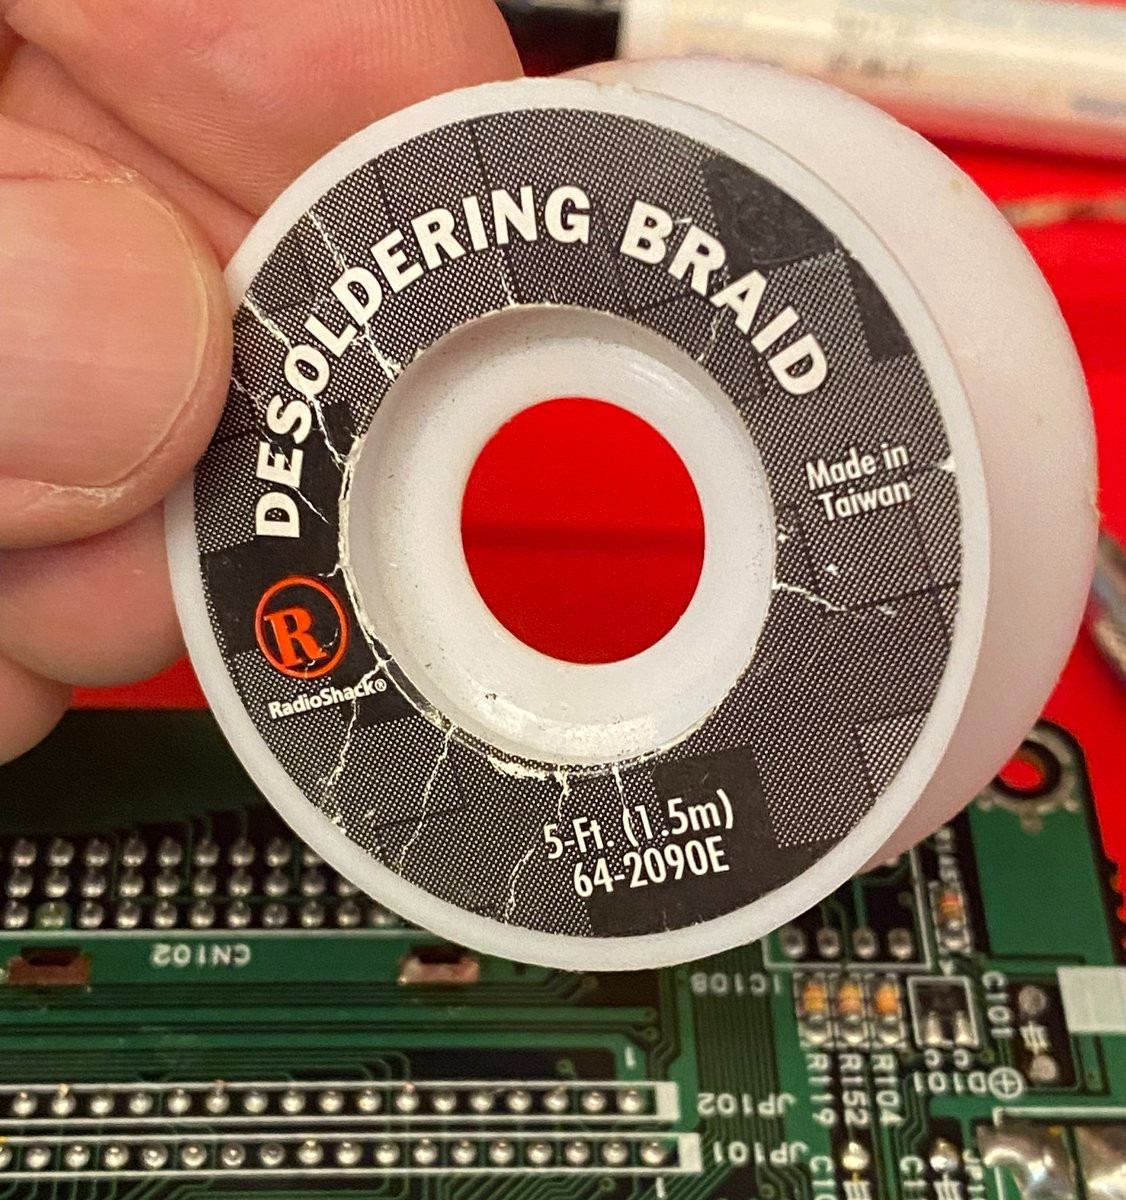 DESOLDERING BRAID
Made in
Taiwan
R
RadioShack®
5-Ft. (1.5m)
64-2090E
CN102
IC108
C101
R119
R152
R104
D101
JP102
JP101
1